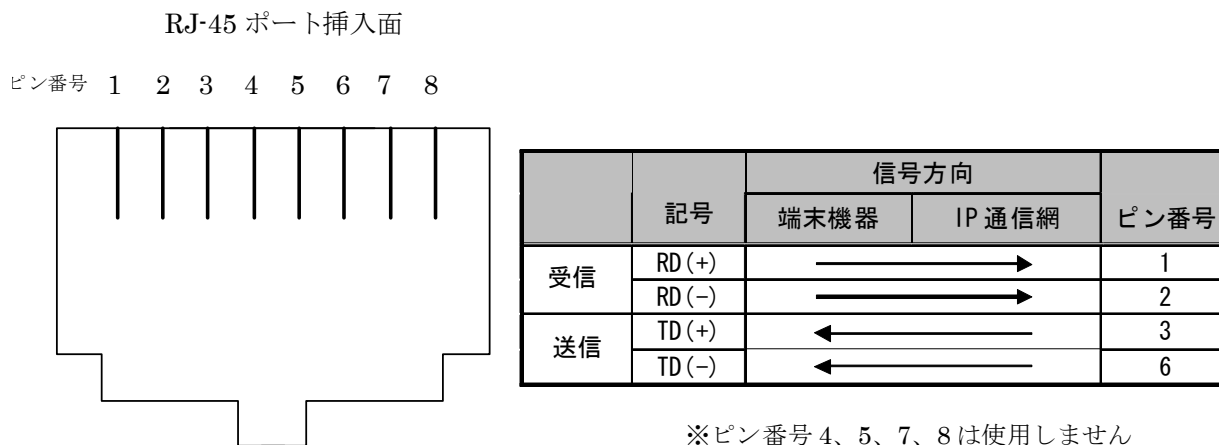 RJ-45 ポート挿入面
ピン番号 1 2 3 4 5 6 7 8
信号方向
記号 端末機器 IP通信網 ピン番号
受信 RD(+) 1
RD(−) 2
送信 TD(+) 3
TD(−) 6
※ピン番号 4、5、7、8 は使用しません